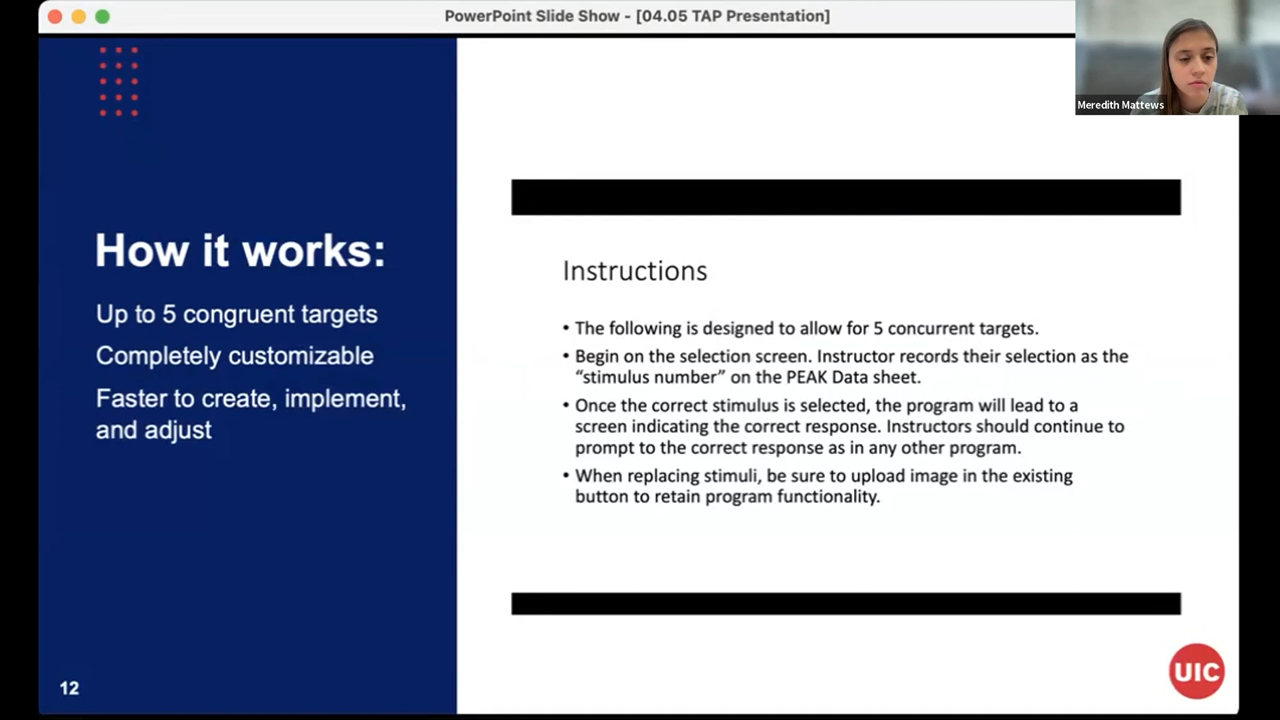 PowerPoint Slide Show - [04.05 TAP Presentation]
Meredith Mattews
How it works:
Up to 5 congruent targets
Completely customizable
Faster to create, implement,
and adjust
12
Instructions
• The following is designed to allow for 5 concurrent targets.
• Begin on the selection screen. Instructor records their selection as the
“stimulus number” on the PEAK Data sheet.
• Once the correct stimulus is selected, the program will lead to a
screen indicating the correct response. Instructors should continue to
prompt to the correct response as in any other program.
• When replacing stimuli, be sure to upload image in the existing
button to retain program functionality.
UIC